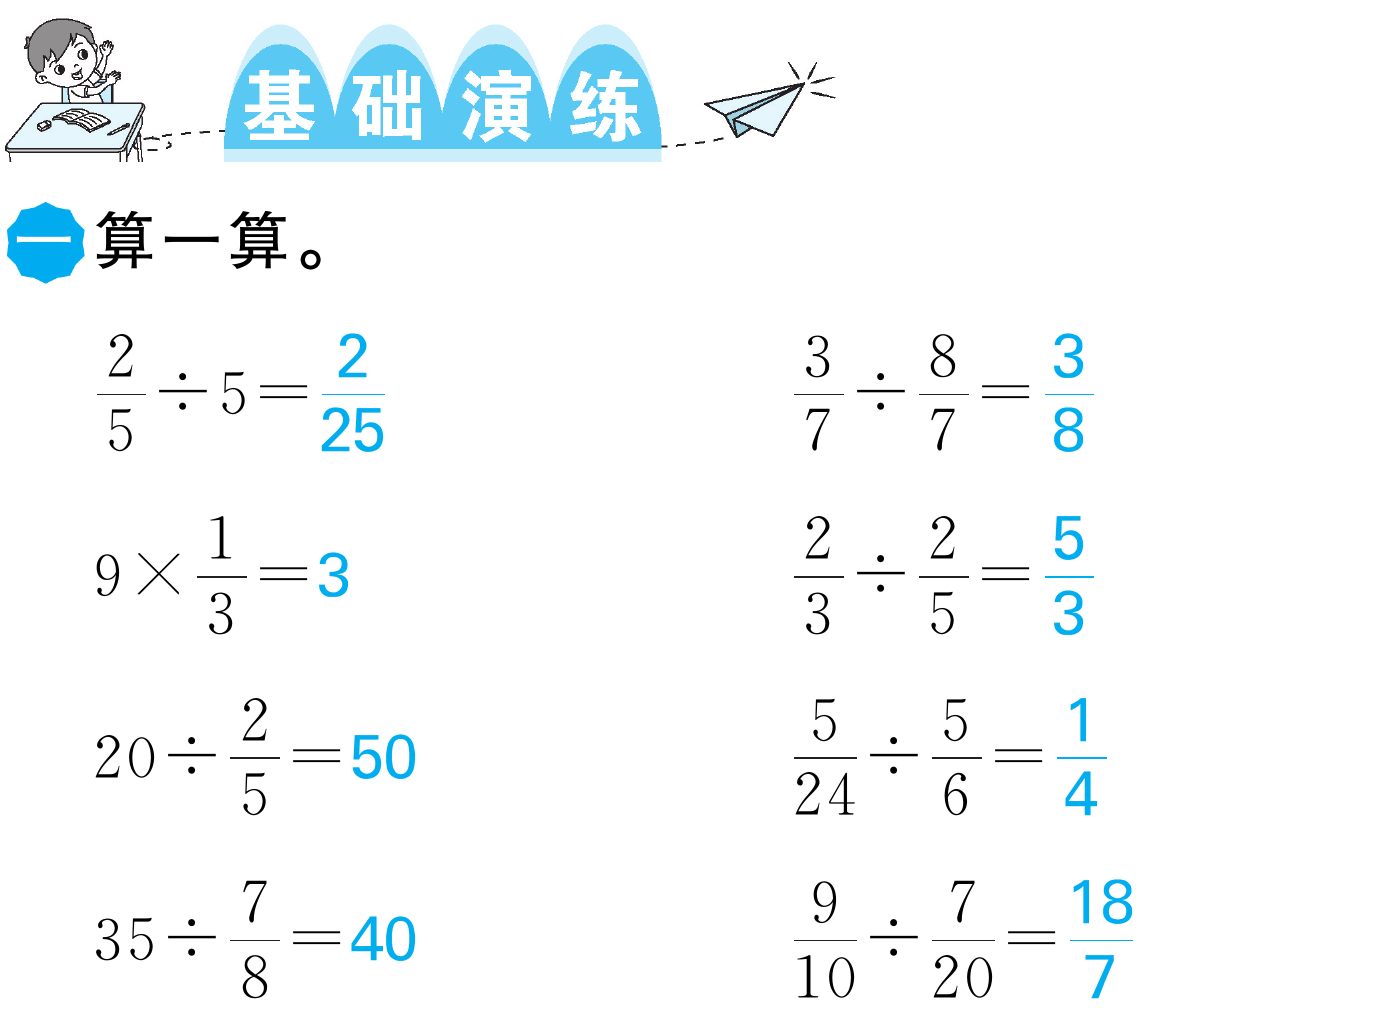 基础演练
一 算一算。
2/5 ÷ 5 = 2/25 3/7 ÷ 8/7 = 3/8
9 × 1/3 = 3 2/3 ÷ 2/5 = 5/3
20 ÷ 2/5 = 50 5/24 ÷ 5/6 = 1/4
35 ÷ 7/8 = 40 9/10 ÷ 7/20 = 18/7